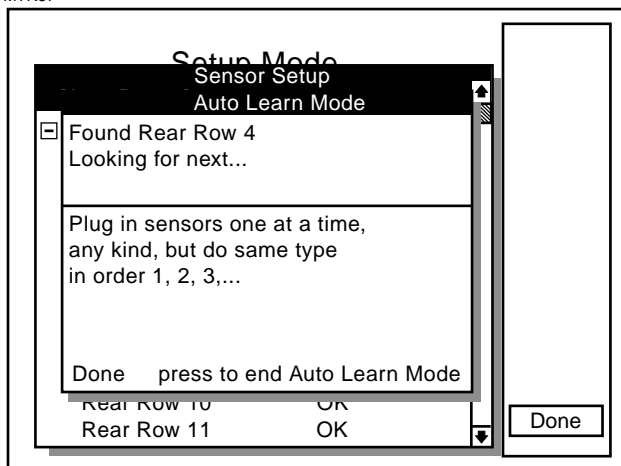 Setup Mode
Sensor Setup
Auto Learn Mode
Found Rear Row 4
Looking for next...
Plug in sensors one at a time,
any kind, but do same type
in order 1, 2, 3,...
Done press to end Auto Learn Mode
Rear Row 10 OK
Rear Row 11 OK
Done